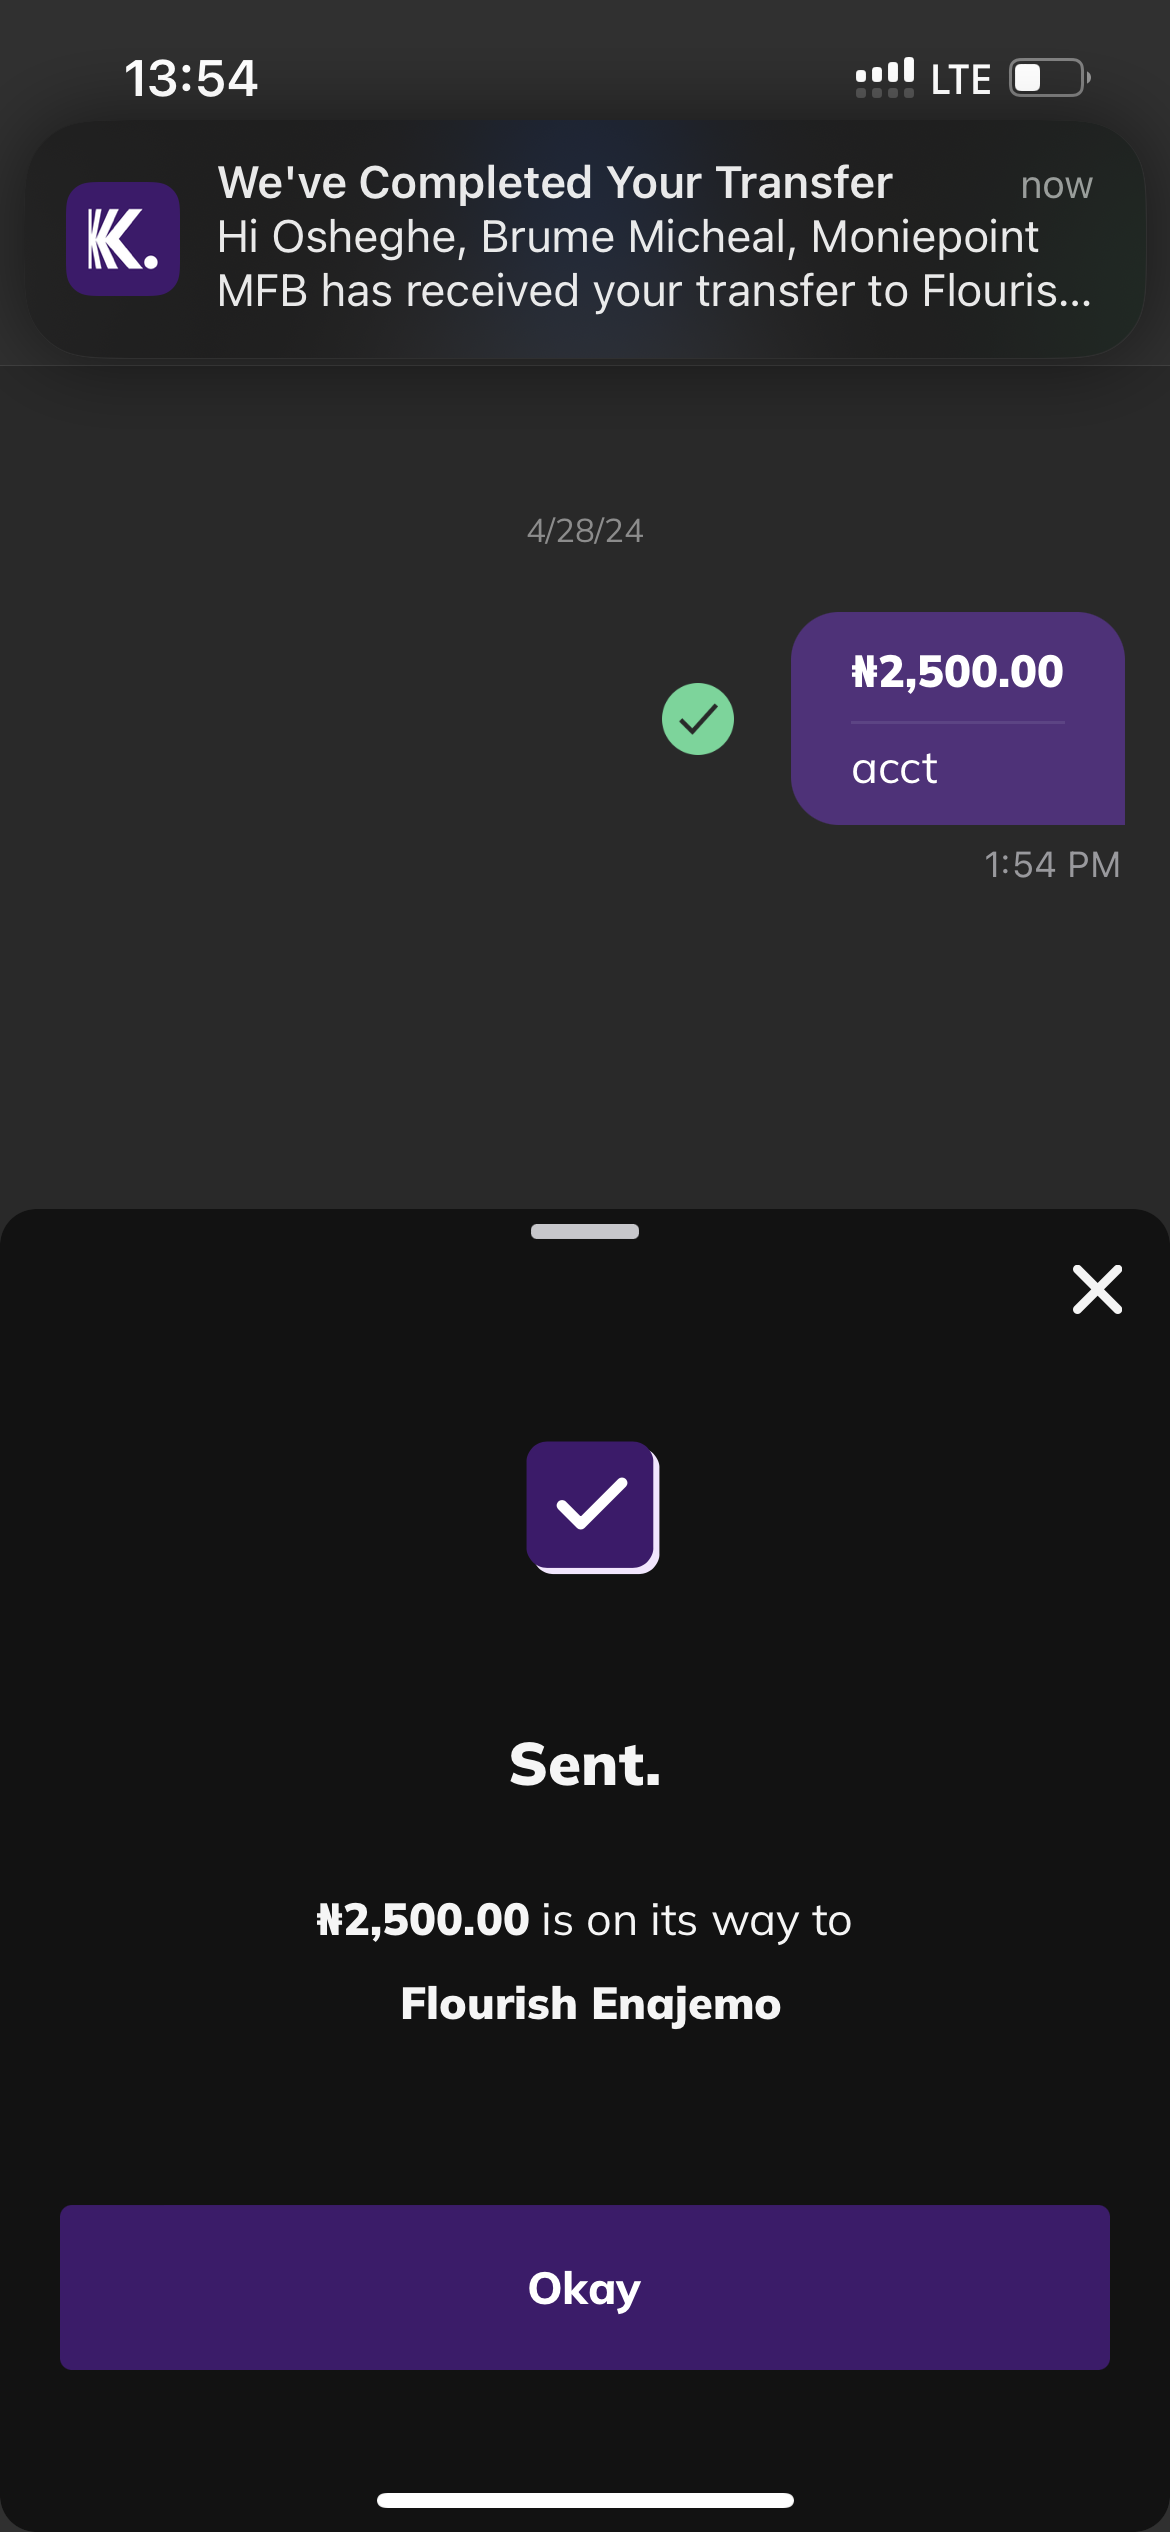 13:54
LTE
K.
We've Completed Your Transfer
now
Hi Osheghe, Brume Micheal, Moniepoint
MFB has received your transfer to Flouris...
4/28/24
₦2,500.00
acct
1:54 PM
Sent.
₦2,500.00 is on its way to
Flourish Enajemo
Okay